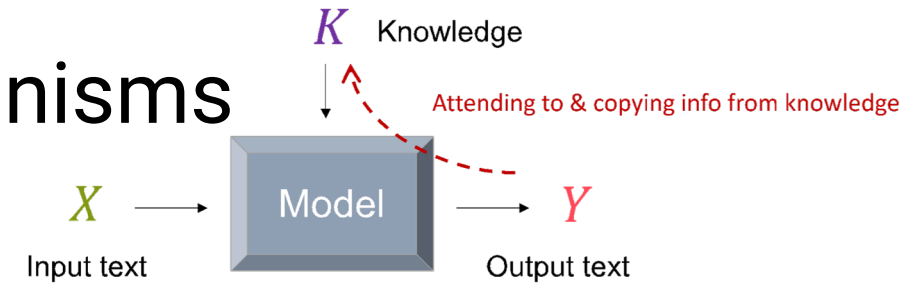 K Knowledge
nisms
Attending to & copying info from knowledge
X
Model
Y
Input text
Output text